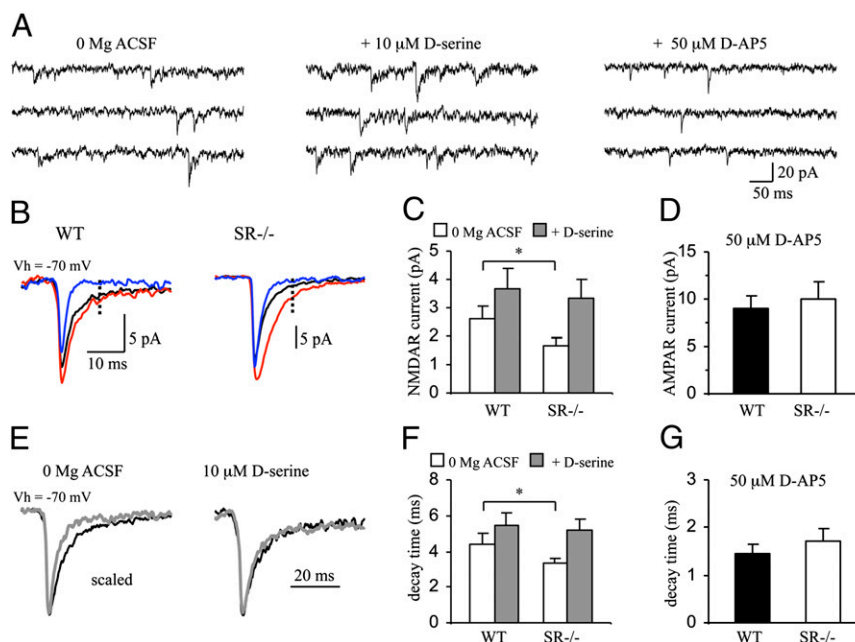 A
0 Mg ACSF
+ 10 µM D-serine
+ 50 µM D-AP5
20 pA
50 ms
B
WT
SR-/-
Vh = -70 mV
5 pA
10 ms
5 pA
C
0 Mg ACSF
+ D-serine
NMDAR current (pA)
5
4
3
2
1
0
*
WT
SR-/-
D
50 µM D-AP5
AMPAR current (pA)
15
10
5
0
WT
SR-/-
E
0 Mg ACSF
10 µM D-serine
Vh = -70 mV
scaled
20 ms
F
0 Mg ACSF
+ D-serine
decay time (ms)
8
6
4
2
0
*
WT
SR-/-
G
50 µM D-AP5
decay time (ms)
3
2
1
0
WT
SR-/-